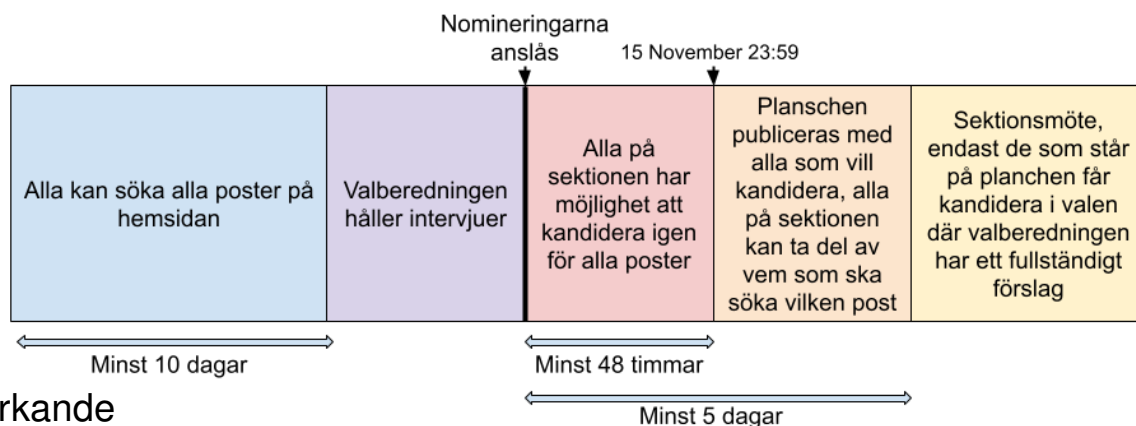 Nomineringarna
anslås
15 November 23:59
Alla kan söka alla poster på
hemsidan
Valberedningen
håller intervjuer
Alla på
sektionen har
möjlighet att
kandidera igen
för alla poster
Planschen
publiceras med
alla som vill
kandidera, alla
på sektionen
kan ta del av
vem som ska
söka vilken post
Sektionsmöte,
endast de som står
på planchen får
kandidera i valen
där valberedningen
har ett fullständigt
förslag
Minst 10 dagar
Minst 48 timmar
rkande
Minst 5 dagar